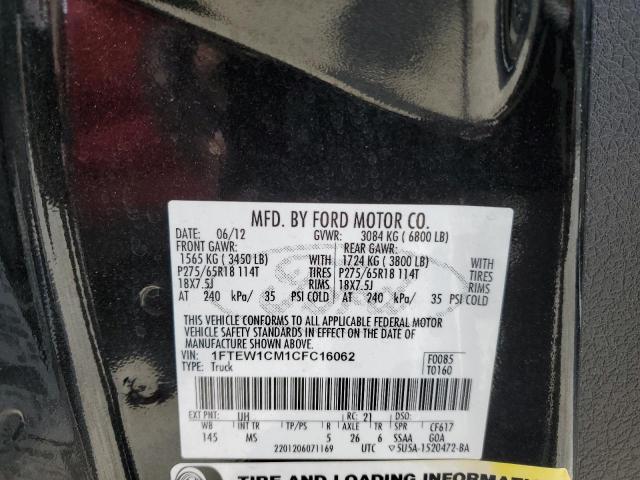 MFD. BY FORD MOTOR CO.
DATE: 06/12 GVWR: 3084 KG ( 6800 LB)
FRONT GAWR: REAR GAWR:
1565 KG ( 3450 LB) WITH 1724 KG ( 3800 LB) WITH
P275/65R18 114T TIRES P275/65R18 114T TIRES
18X7.5J RIMS 18X7.5J RIMS
AT 240 kPa/ 35 PSI COLD AT 240 kPa/ 35 PSI COLD
THIS VEHICLE CONFORMS TO ALL APPLICABLE FEDERAL MOTOR
VEHICLE SAFETY STANDARDS IN EFFECT ON THE DATE OF
MANUFACTURE SHOWN ABOVE.
VIN: 1FTEW1CM1CFC16062 F0085
TYPE: Truck T0160
EXT PNT: UH RC: 21 DSO:
WB INT TR TP/PS R AXLE TR SPR CF617
145 MS 5 26 6 SSAA G0A
2201206071169 UTC 5U5A-1520472-BA
TIRE AND LOADING INFORMATION